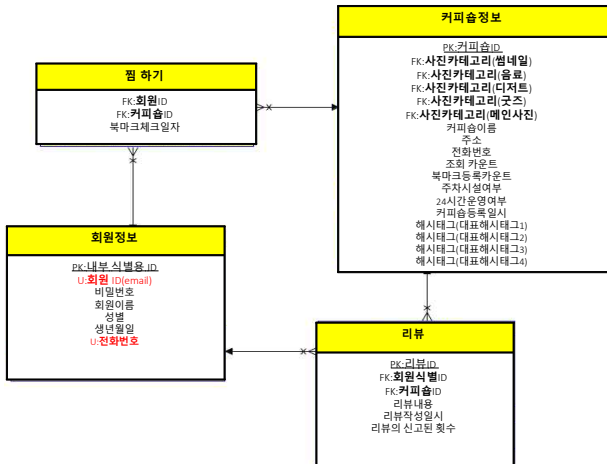 커피숍정보
PK:커피숍ID
FK:사진카테고리(썸네일)
FK:사진카테고리(음료)
FK:사진카테고리(디저트)
FK:사진카테고리(굿즈)
FK:사진카테고리(메인사진)
커피숍이름
주소
전화번호
조회 카운트
북마크등록카운트
주차시설여부
24시간운영여부
커피숍등록일시
해시태그(대표해시태그1)
해시태그(대표해시태그2)
해시태그(대표해시태그3)
해시태그(대표해시태그4)
찜 하기
FK:회원ID
FK:커피숍ID
북마크체크일자
회원정보
PK:내부 식별용 ID
U:회원 ID(email)
비밀번호
회원이름
성별
생년월일
U:전화번호
리뷰
PK:리뷰ID
FK:회원식별ID
FK:커피숍ID
리뷰내용
리뷰작성일시
리뷰의 신고된 횟수